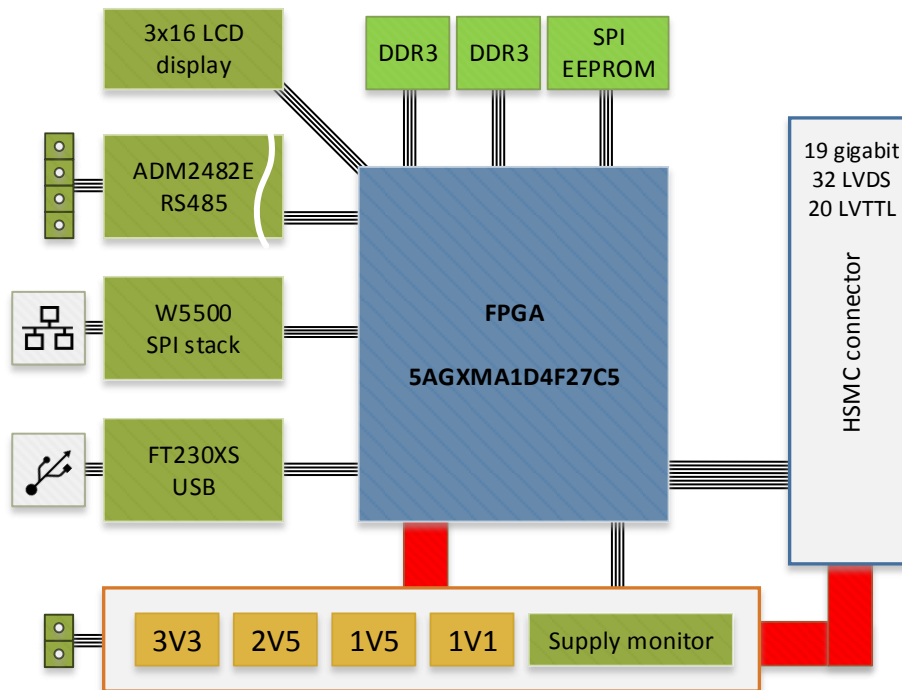 3x16 LCD
display
DDR3
DDR3
SPI
EEPROM
ADM2482E
RS485
19 gigabit
32 LVDS
20 LVTTL
HSMC connector
W5500
SPI stack
FPGA
5AGXMA1D4F27C5
FT230XS
USB
3V3
2V5
1V5
1V1
Supply monitor